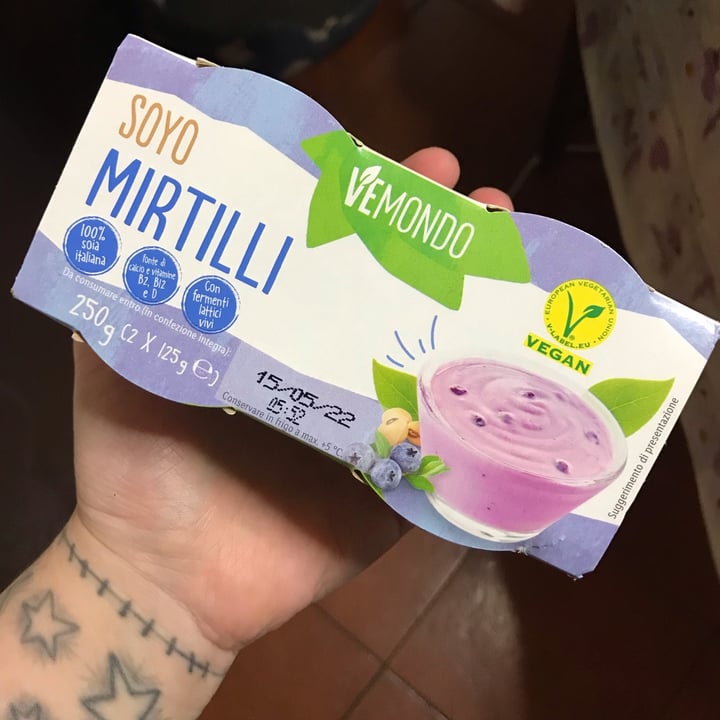 SOYO
MIRTILLI
VEMONDO
100%
soia
italiana
fonte di
calcio e vitamine
B2, B12
e D
Con
fermenti
lattici
vivi
Da consumare entro (in confezione integra):
250g (2 X 125g ℮)
15/05/22
05:52
Conservare in frigo a max. +5 °C
EUROPEAN VEGETARIAN UNION
V-LABEL.EU
VEGAN
Suggerimento di presentazione